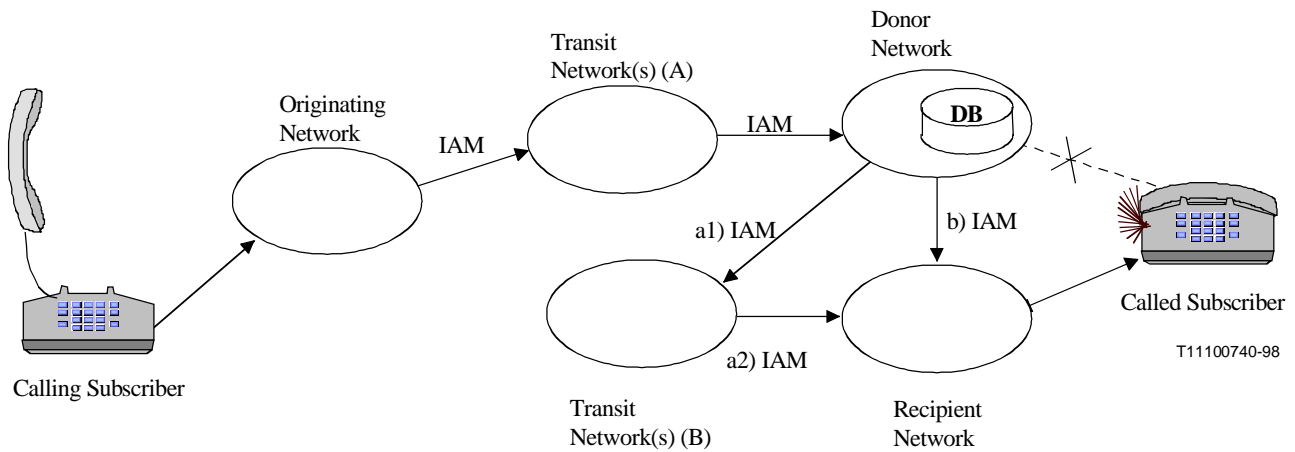 Donor
Network
Transit
Network(s) (A)
Originating
Network
DB
IAM
IAM
a1) IAM
b) IAM
a2) IAM
Called Subscriber
T11100740-98
Calling Subscriber
Transit
Network(s) (B)
Recipient
Network